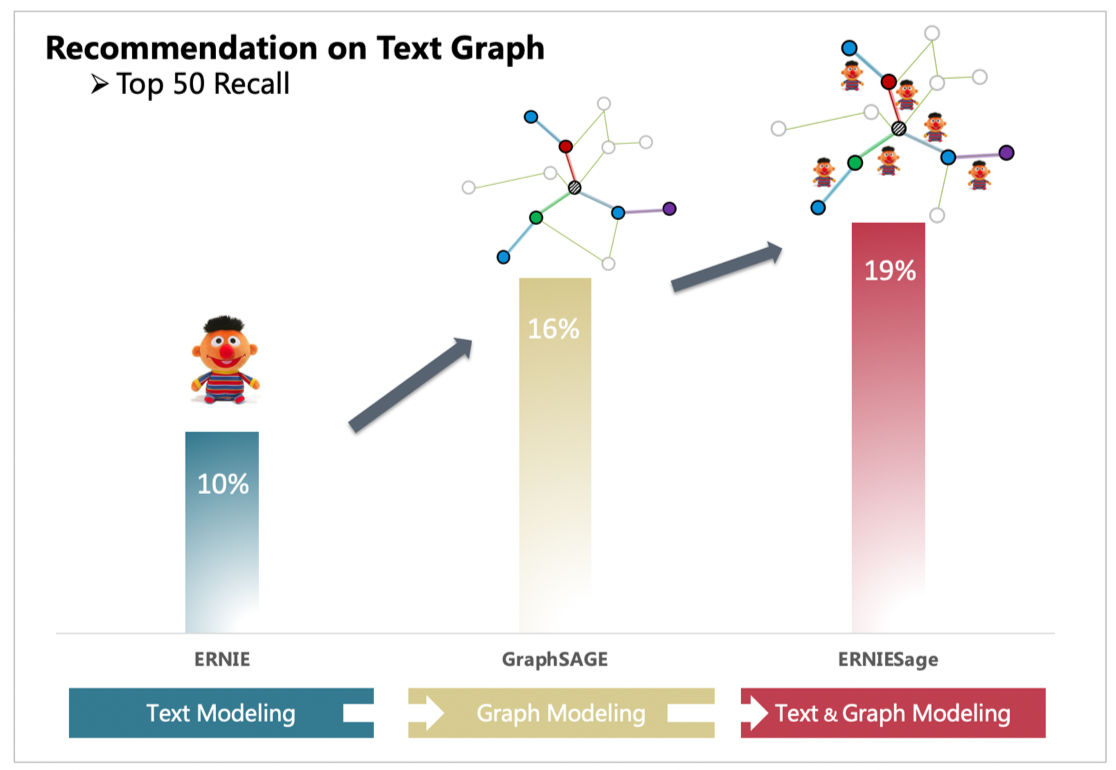 Recommendation on Text Graph
➢ Top 50 Recall
10%
16%
19%
ERNIE
GraphSAGE
ERNIESage
Text Modeling
Graph Modeling
Text & Graph Modeling